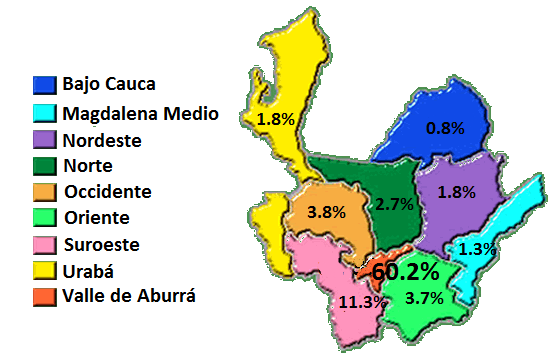 Bajo Cauca
Magdalena Medio
Nordeste
Norte
Occidente
Oriente
Suroeste
Urabá
Valle de Aburrá
1.8%
0.8%
1.8%
2.7%
3.8%
1.3%
60.2%
3.7%
11.3%